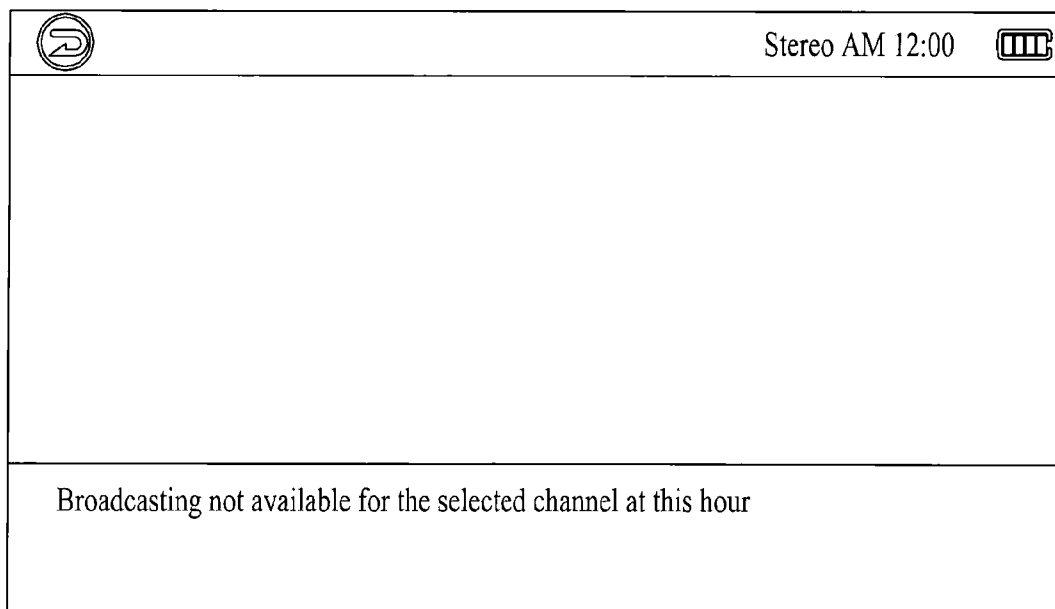 Stereo AM 12:00
Broadcasting not available for the selected channel at this hour